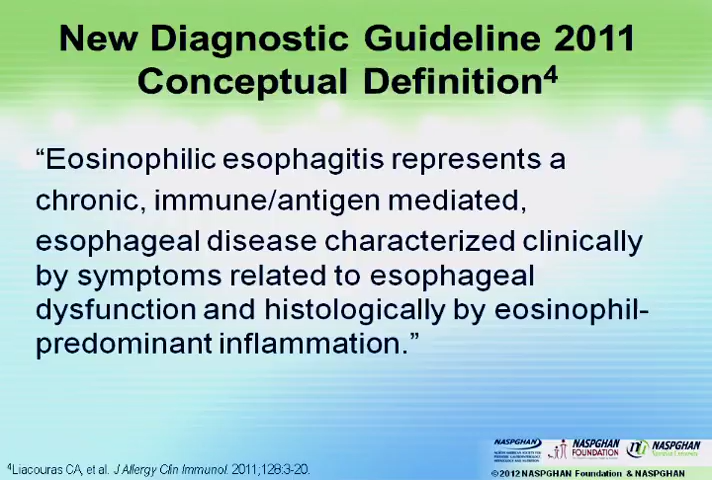 New Diagnostic Guideline 2011
Conceptual Definition⁴
“Eosinophilic esophagitis represents a
chronic, immune/antigen mediated,
esophageal disease characterized clinically
by symptoms related to esophageal
dysfunction and histologically by eosinophil-
predominant inflammation.”
⁴Liacouras CA, et al. J Allergy Clin Immunol. 2011;128:3-20.
NASPGHAN
NASPGHAN
FOUNDATION
NASPGHAN
©2012 NASPGHAN Foundation & NASPGHAN